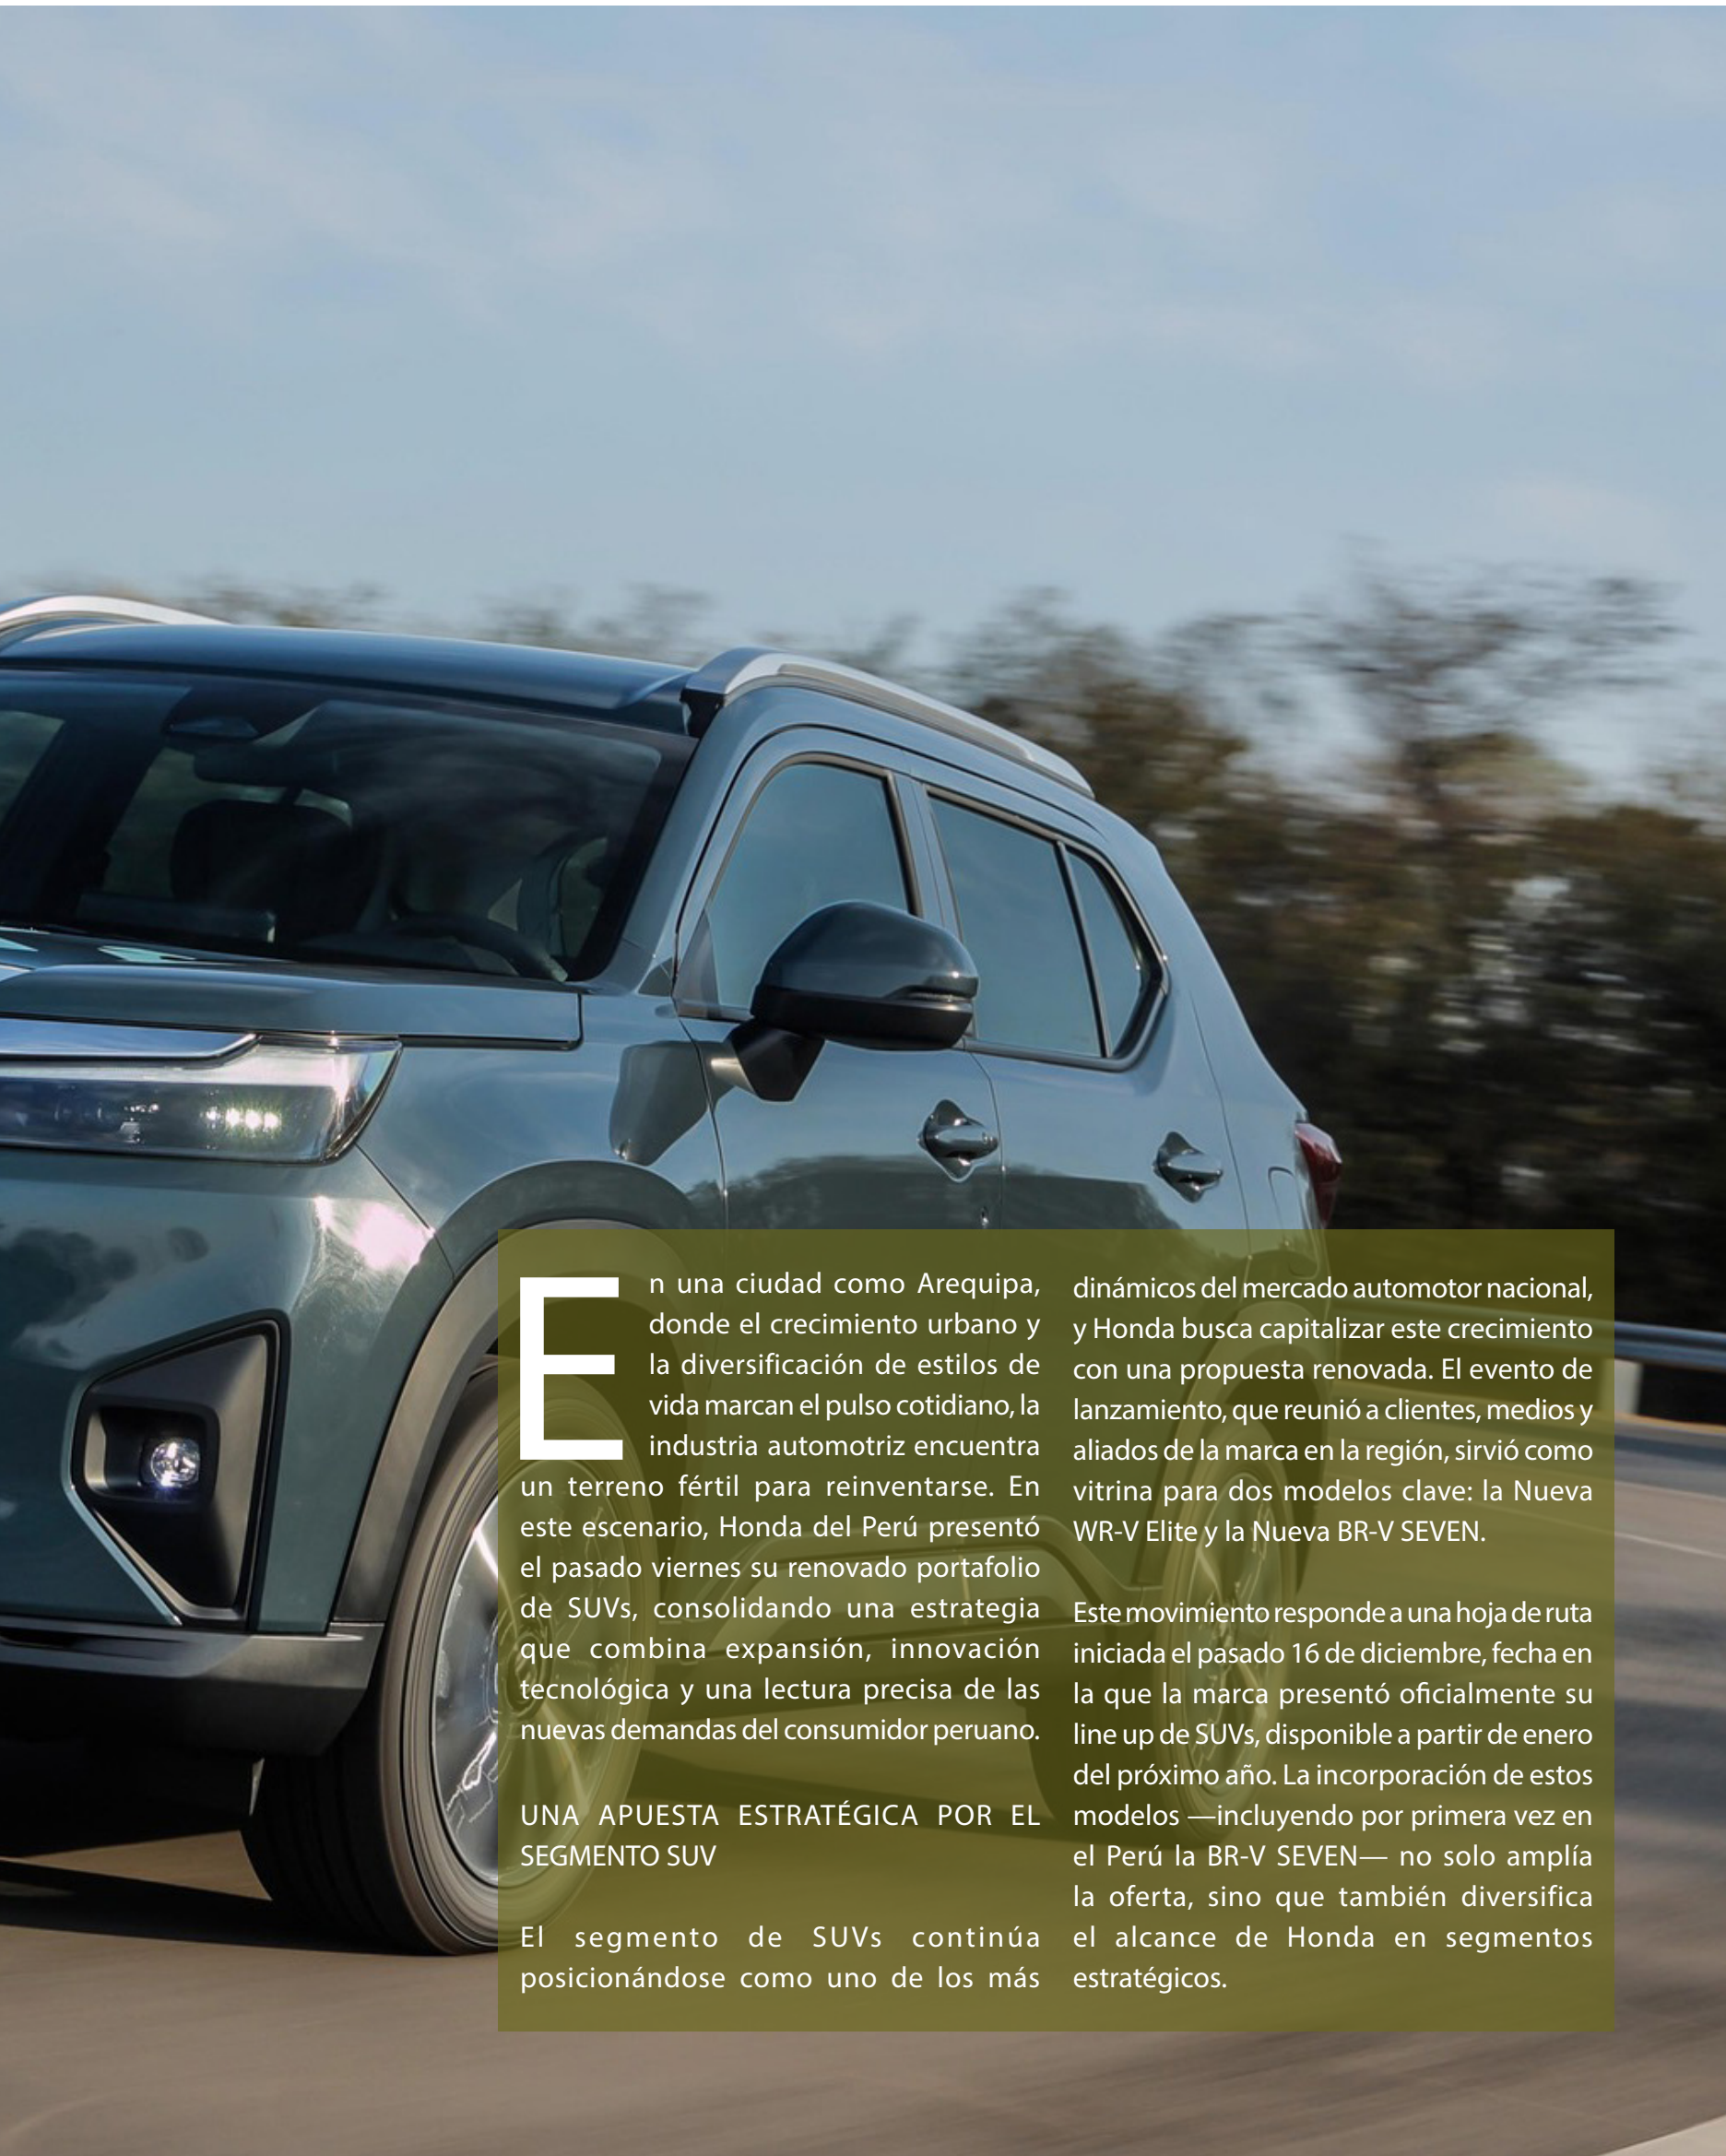 En una ciudad como Arequipa,
donde el crecimiento urbano y
la diversificación de estilos de
vida marcan el pulso cotidiano, la
industria automotriz encuentra
un terreno fértil para reinventarse. En
este escenario, Honda del Perú presentó
el pasado viernes su renovado portafolio
de SUVs, consolidando una estrategia
que combina expansión, innovación
tecnológica y una lectura precisa de las
nuevas demandas del consumidor peruano.
UNA APUESTA ESTRATÉGICA POR EL
SEGMENTO SUV
El segmento de SUVs continúa
posicionándose como uno de los más
dinámicos del mercado automotor nacional,
y Honda busca capitalizar este crecimiento
con una propuesta renovada. El evento de
lanzamiento, que reunió a clientes, medios y
aliados de la marca en la región, sirvió como
vitrina para dos modelos clave: la Nueva
WR-V Elite y la Nueva BR-V SEVEN.
Este movimiento responde a una hoja de ruta
iniciada el pasado 16 de diciembre, fecha en
la que la marca presentó oficialmente su
line up de SUVs, disponible a partir de enero
del próximo año. La incorporación de estos
modelos —incluyendo por primera vez en
el Perú la BR-V SEVEN— no solo amplía
la oferta, sino que también diversifica
el alcance de Honda en segmentos
estratégicos.